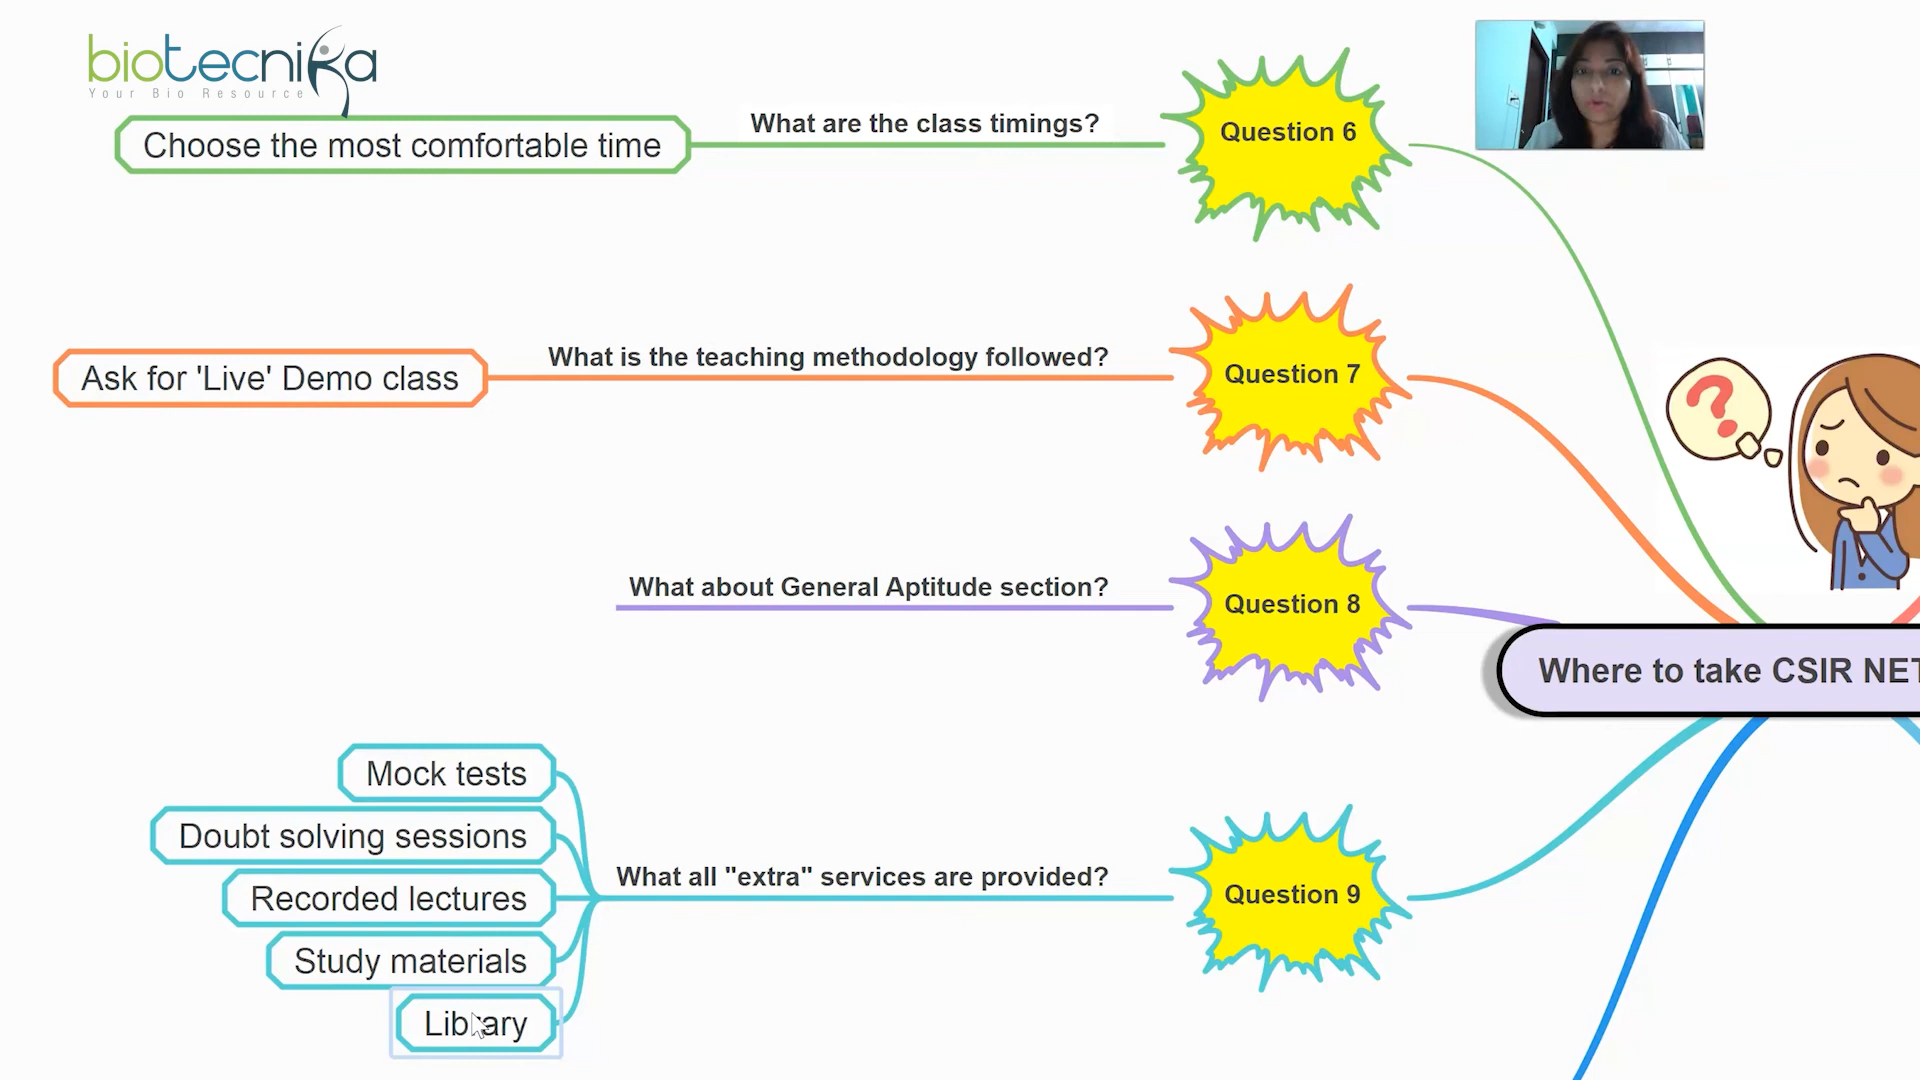 biotecnika
Your Bio Resource
Choose the most comfortable time
What are the class timings?
Question 6
Ask for 'Live' Demo class
What is the teaching methodology followed?
Question 7
?
What about General Aptitude section?
Question 8
Where to take CSIR NET
Mock tests
Doubt solving sessions
Recorded lectures
Study materials
Library
What all "extra" services are provided?
Question 9